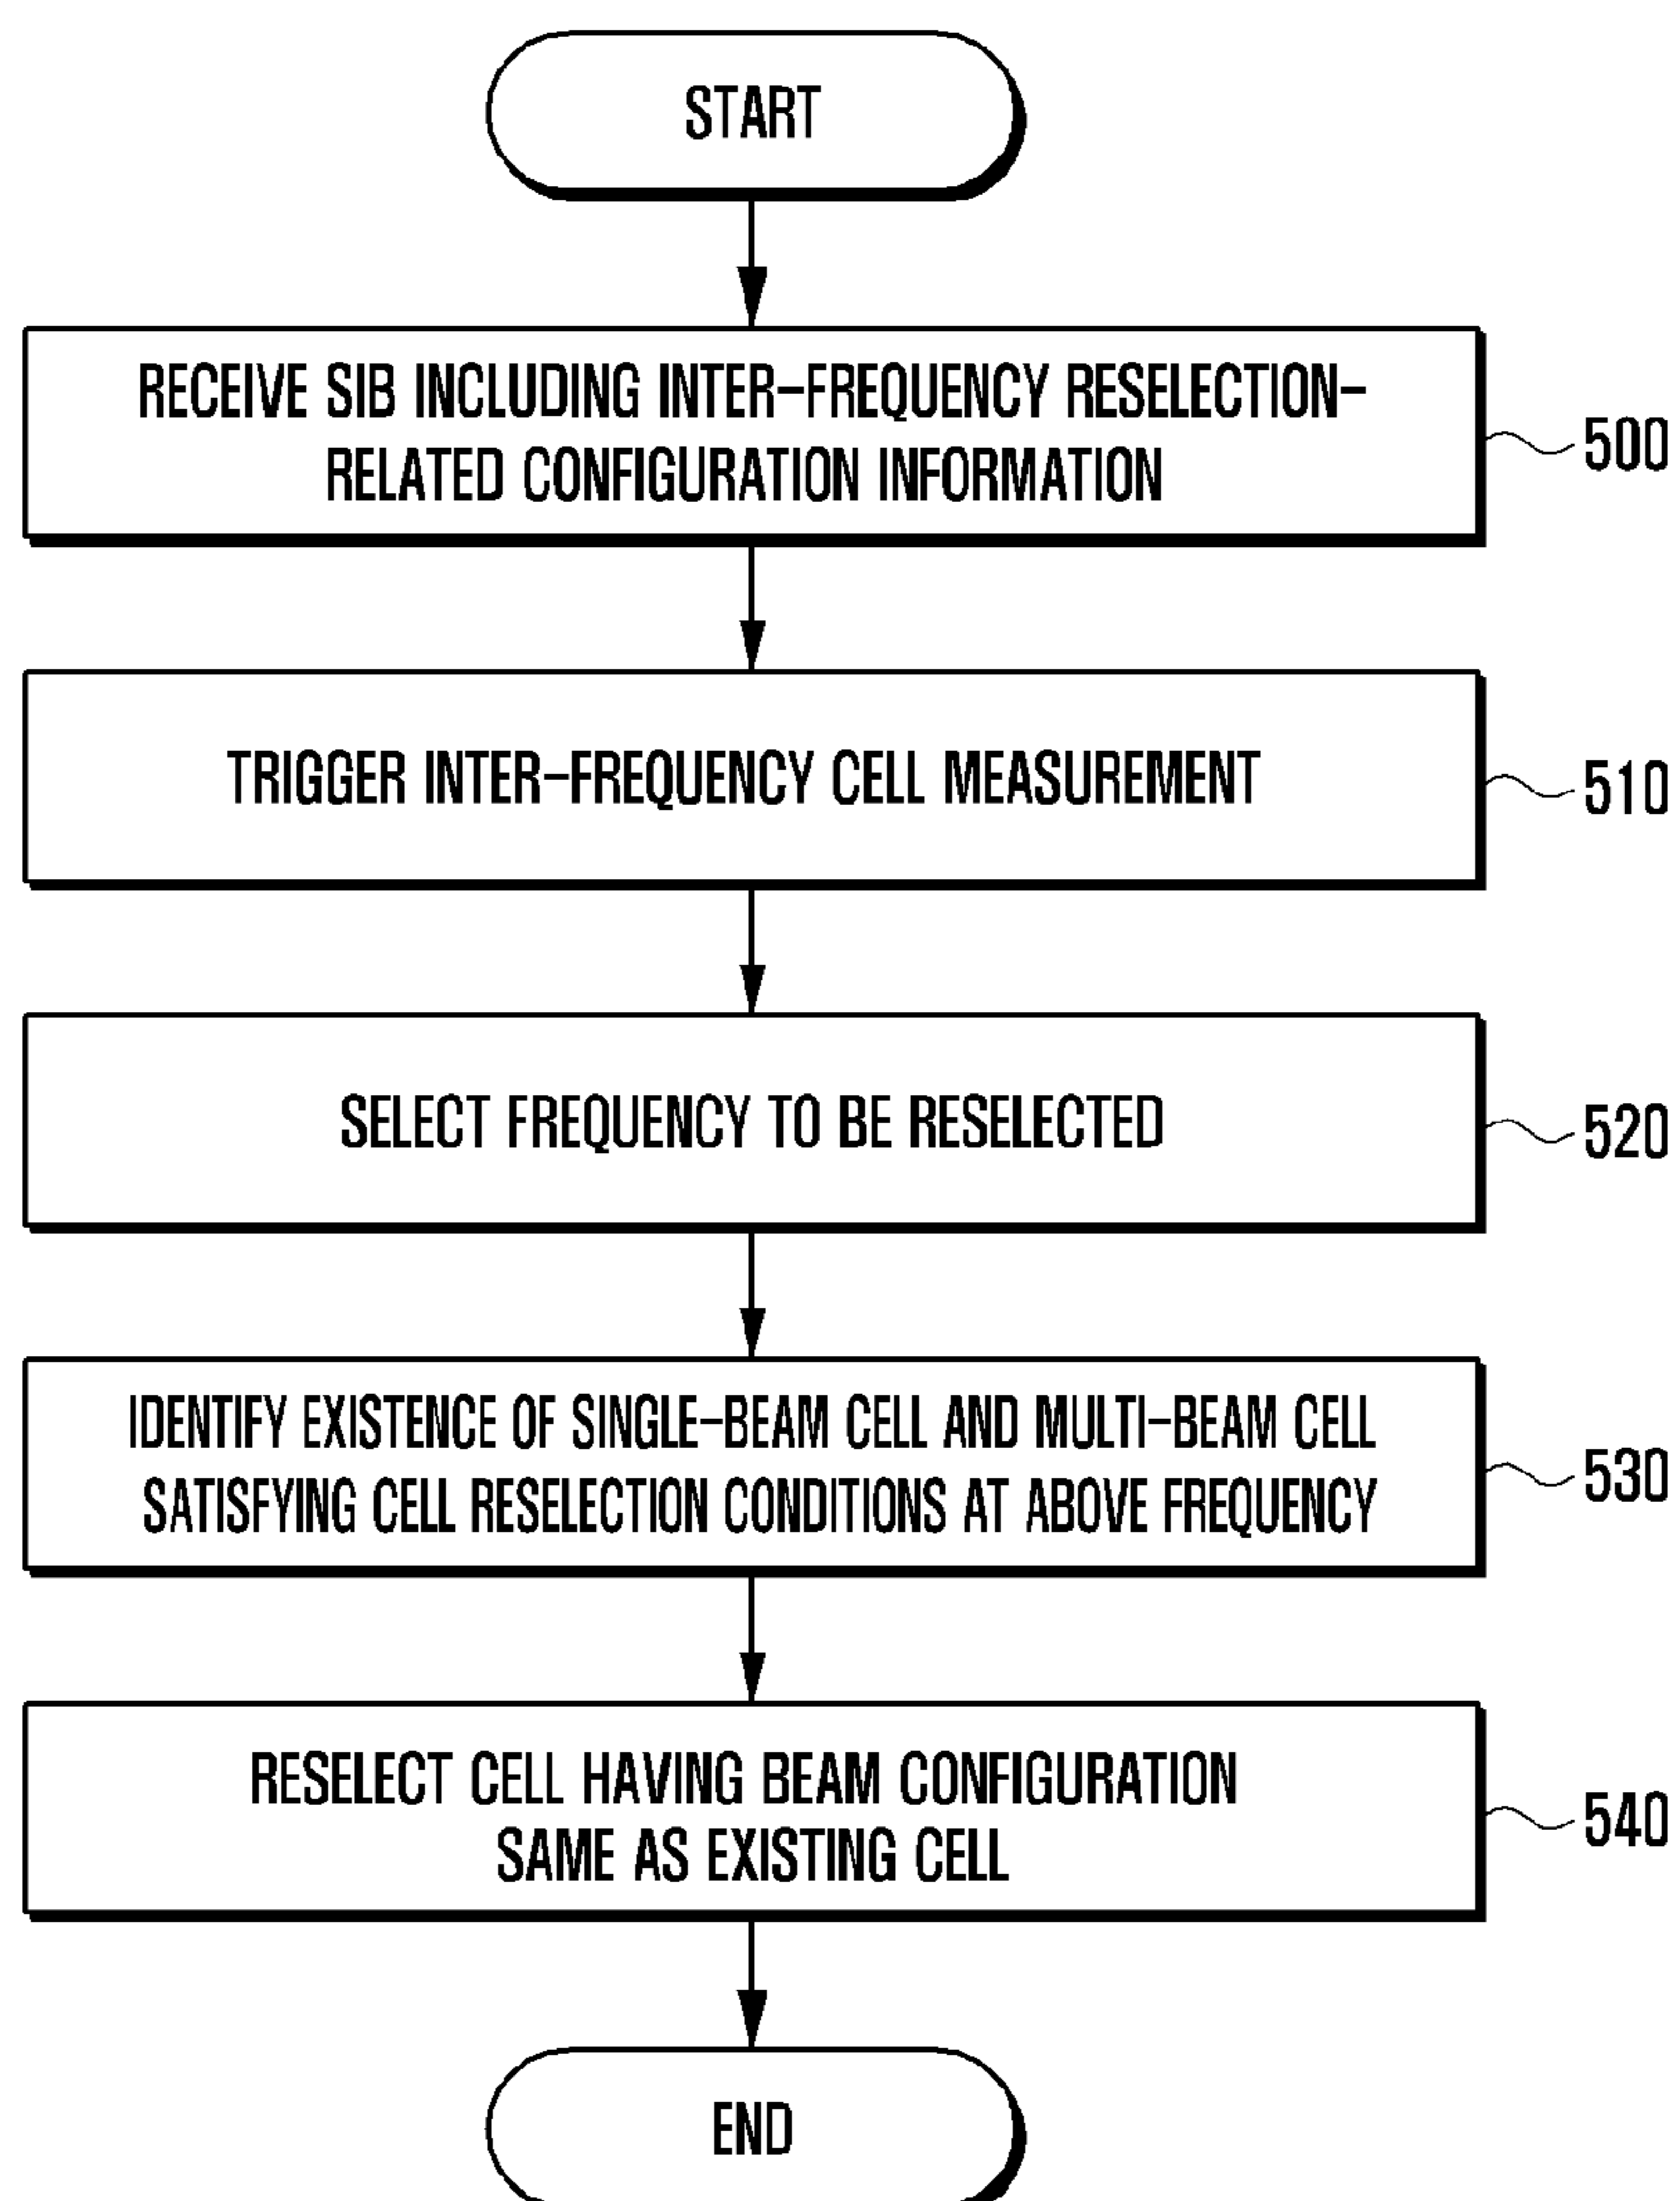 START
RECEIVE SIB INCLUDING INTER-FREQUENCY RESELECTION-
RELATED CONFIGURATION INFORMATION
500
TRIGGER INTER-FREQUENCY CELL MEASUREMENT
510
SELECT FREQUENCY TO BE RESELECTED
520
IDENTIFY EXISTENCE OF SINGLE-BEAM CELL AND MULTI-BEAM CELL
SATISFYING CELL RESELECTION CONDITIONS AT ABOVE FREQUENCY
530
RESELECT CELL HAVING BEAM CONFIGURATION
SAME AS EXISTING CELL
540
END